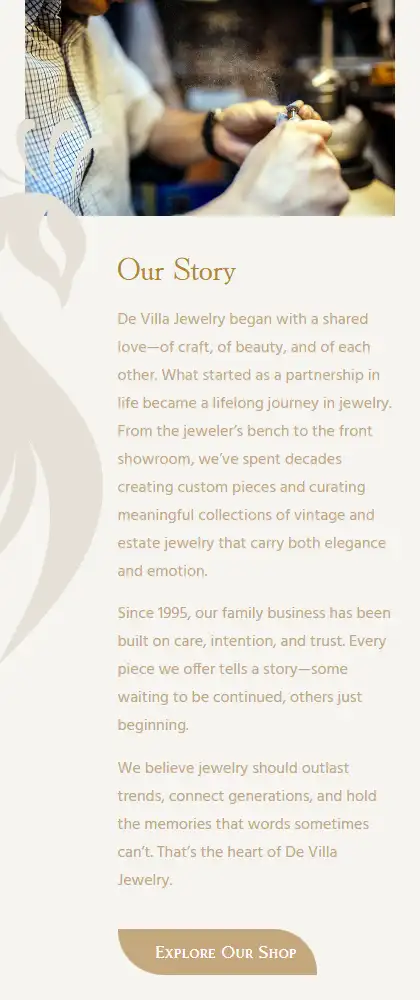 Our Story
De Villa Jewelry began with a shared
love—of craft, of beauty, and of each
other. What started as a partnership in
life became a lifelong journey in jewelry.
From the jeweler’s bench to the front
showroom, we’ve spent decades
creating custom pieces and curating
meaningful collections of vintage and
estate jewelry that carry both elegance
and emotion.
Since 1995, our family business has been
built on care, intention, and trust. Every
piece we offer tells a story—some
waiting to be continued, others just
beginning.
We believe jewelry should outlast
trends, connect generations, and hold
the memories that words sometimes
can’t. That’s the heart of De Villa
Jewelry.
Explore Our Shop